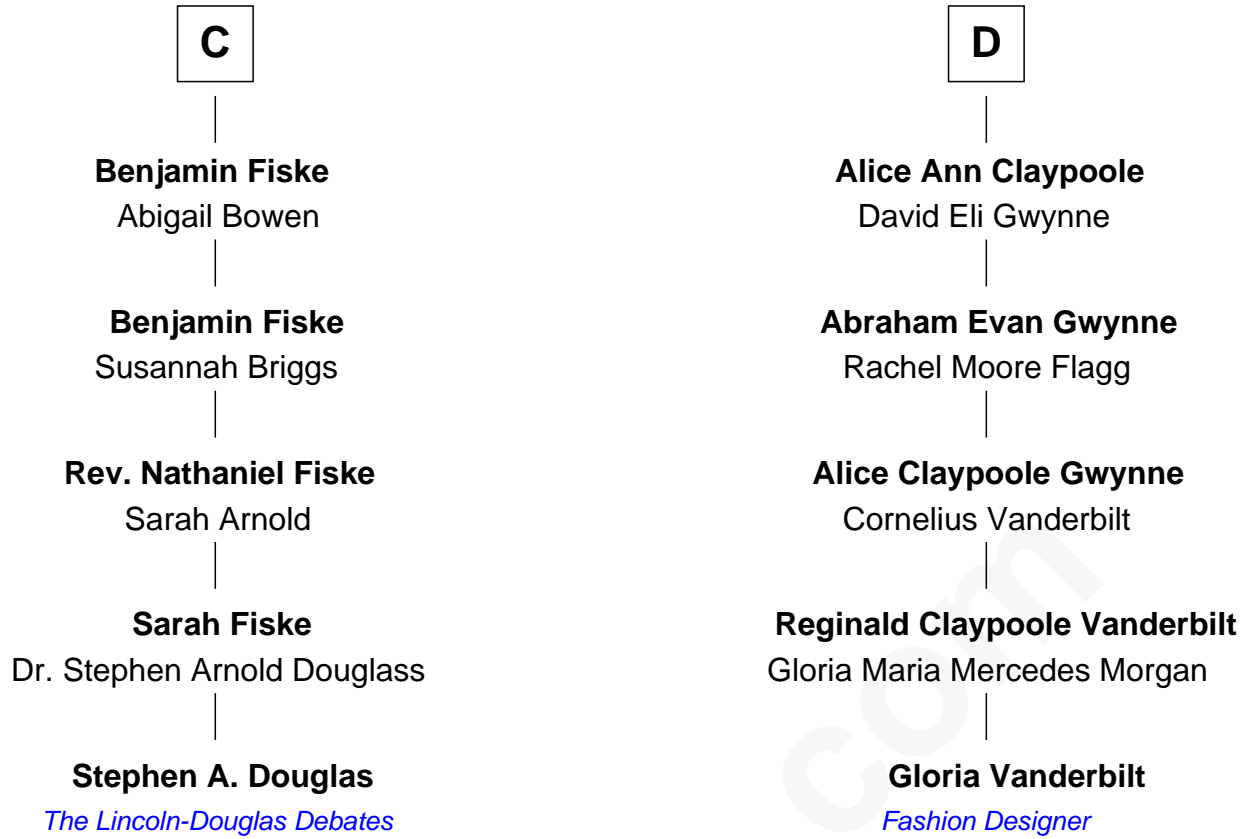 C
Benjamin Fiske
Abigail Bowen
Benjamin Fiske
Susannah Briggs
Rev. Nathaniel Fiske
Sarah Arnold
Sarah Fiske
Dr. Stephen Arnold Douglass
Stephen A. Douglas
The Lincoln-Douglas Debates
D
Alice Ann Claypoole
David Eli Gwynne
Abraham Evan Gwynne
Rachel Moore Flagg
Alice Claypoole Gwynne
Cornelius Vanderbilt
Reginald Claypoole Vanderbilt
Gloria Maria Mercedes Morgan
Gloria Vanderbilt
Fashion Designer
com